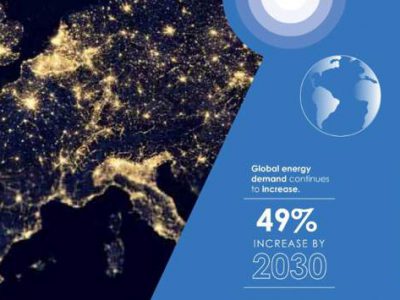 Global energy
demand continues
to increase.
49%
INCREASE BY
2030